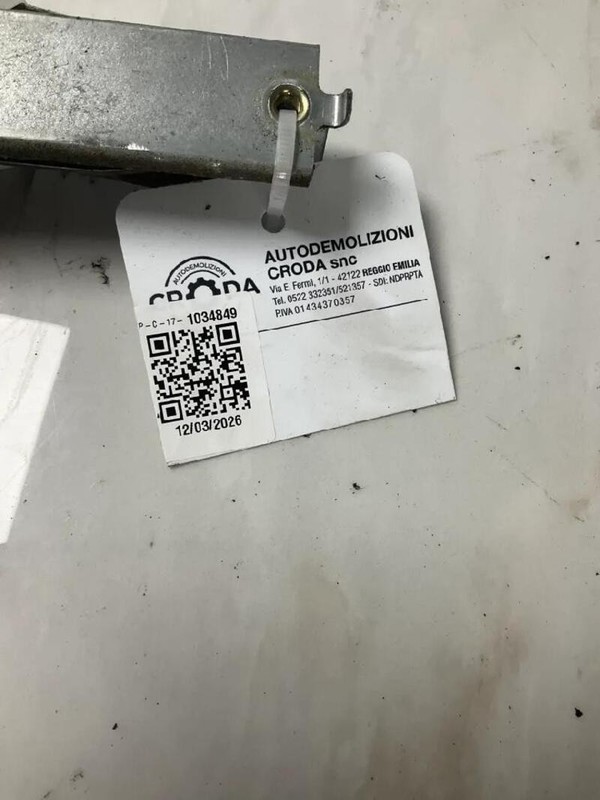 AUTODEMOLIZIONI
CRODA snc
Via E. Fermi, 1/1 - 42122 REGGIO EMILIA
Tel. 0522 332351/521357 - SDI: NDPRPTA
P.IVA 01434370357
AUTODEMOLIZIONI
CRODA
P-C-17- 1034849
12/03/2026